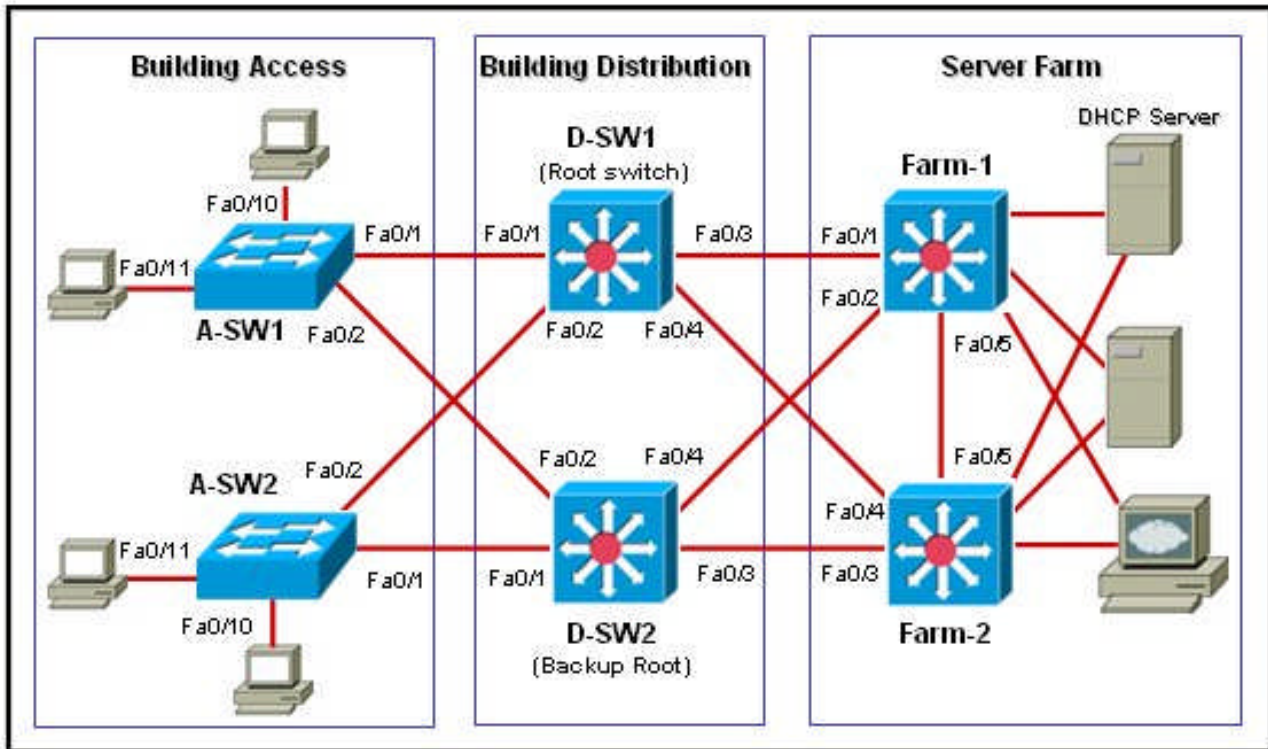 Building Access
Building Distribution
Server Farm
DHCP Server
D-SW1
(Root switch)
Farm-1
Fa0/10
Fa0/1
Fa0/1
Fa0/3
Fa0/1
Fa0/11
Fa0/2
A-SW1
Fa0/2
Fa0/2
Fa0/4
Fa0/5
Fa0/2
Fa0/2
Fa0/4
Fa0/5
A-SW2
Fa0/4
Fa0/11
Fa0/1
Fa0/1
Fa0/3
Fa0/3
Fa0/10
D-SW2
(Backup Root)
Farm-2